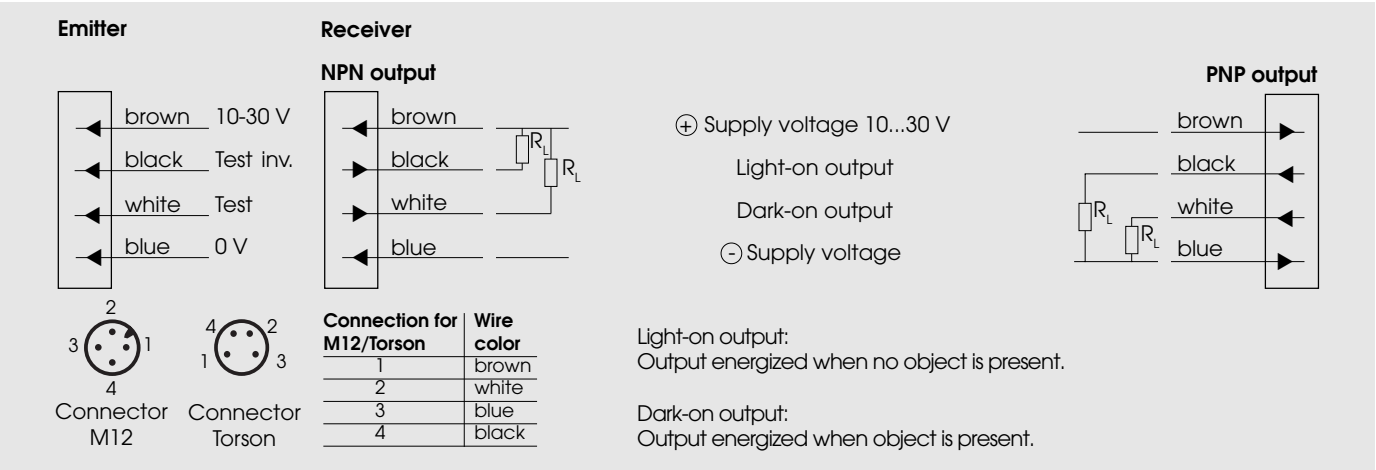 Emitter
Receiver
NPN output
PNP output
brown 10-30 V
black Test inv.
white Test
blue 0 V
brown
black
white
blue
RL
RL
+ Supply voltage 10...30 V
Light-on output
Dark-on output
- Supply voltage
brown
black
white
blue
RL
RL
2
3 1
4
Connector
M12
4 2
1 3
Connector
Torson
Connection for Wire
M12/Torson color
1 brown
2 white
3 blue
4 black
Light-on output:
Output energized when no object is present.
Dark-on output:
Output energized when object is present.